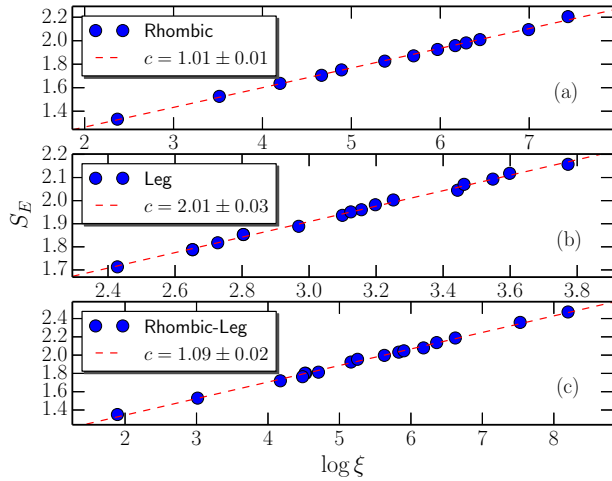 2.2
2.0
1.8
1.6
1.4
Rhombic
c = 1.01 ± 0.01
(a)
2 3 4 5 6 7
2.2
2.1
2.0
1.9
1.8
1.7
Leg
c = 2.01 ± 0.03
(b)
S_E
2.4 2.6 2.8 3.0 3.2 3.4 3.6 3.8
2.4
2.2
2.0
1.8
1.6
1.4
Rhombic-Leg
c = 1.09 ± 0.02
(c)
2 3 4 5 6 7 8
log ξ